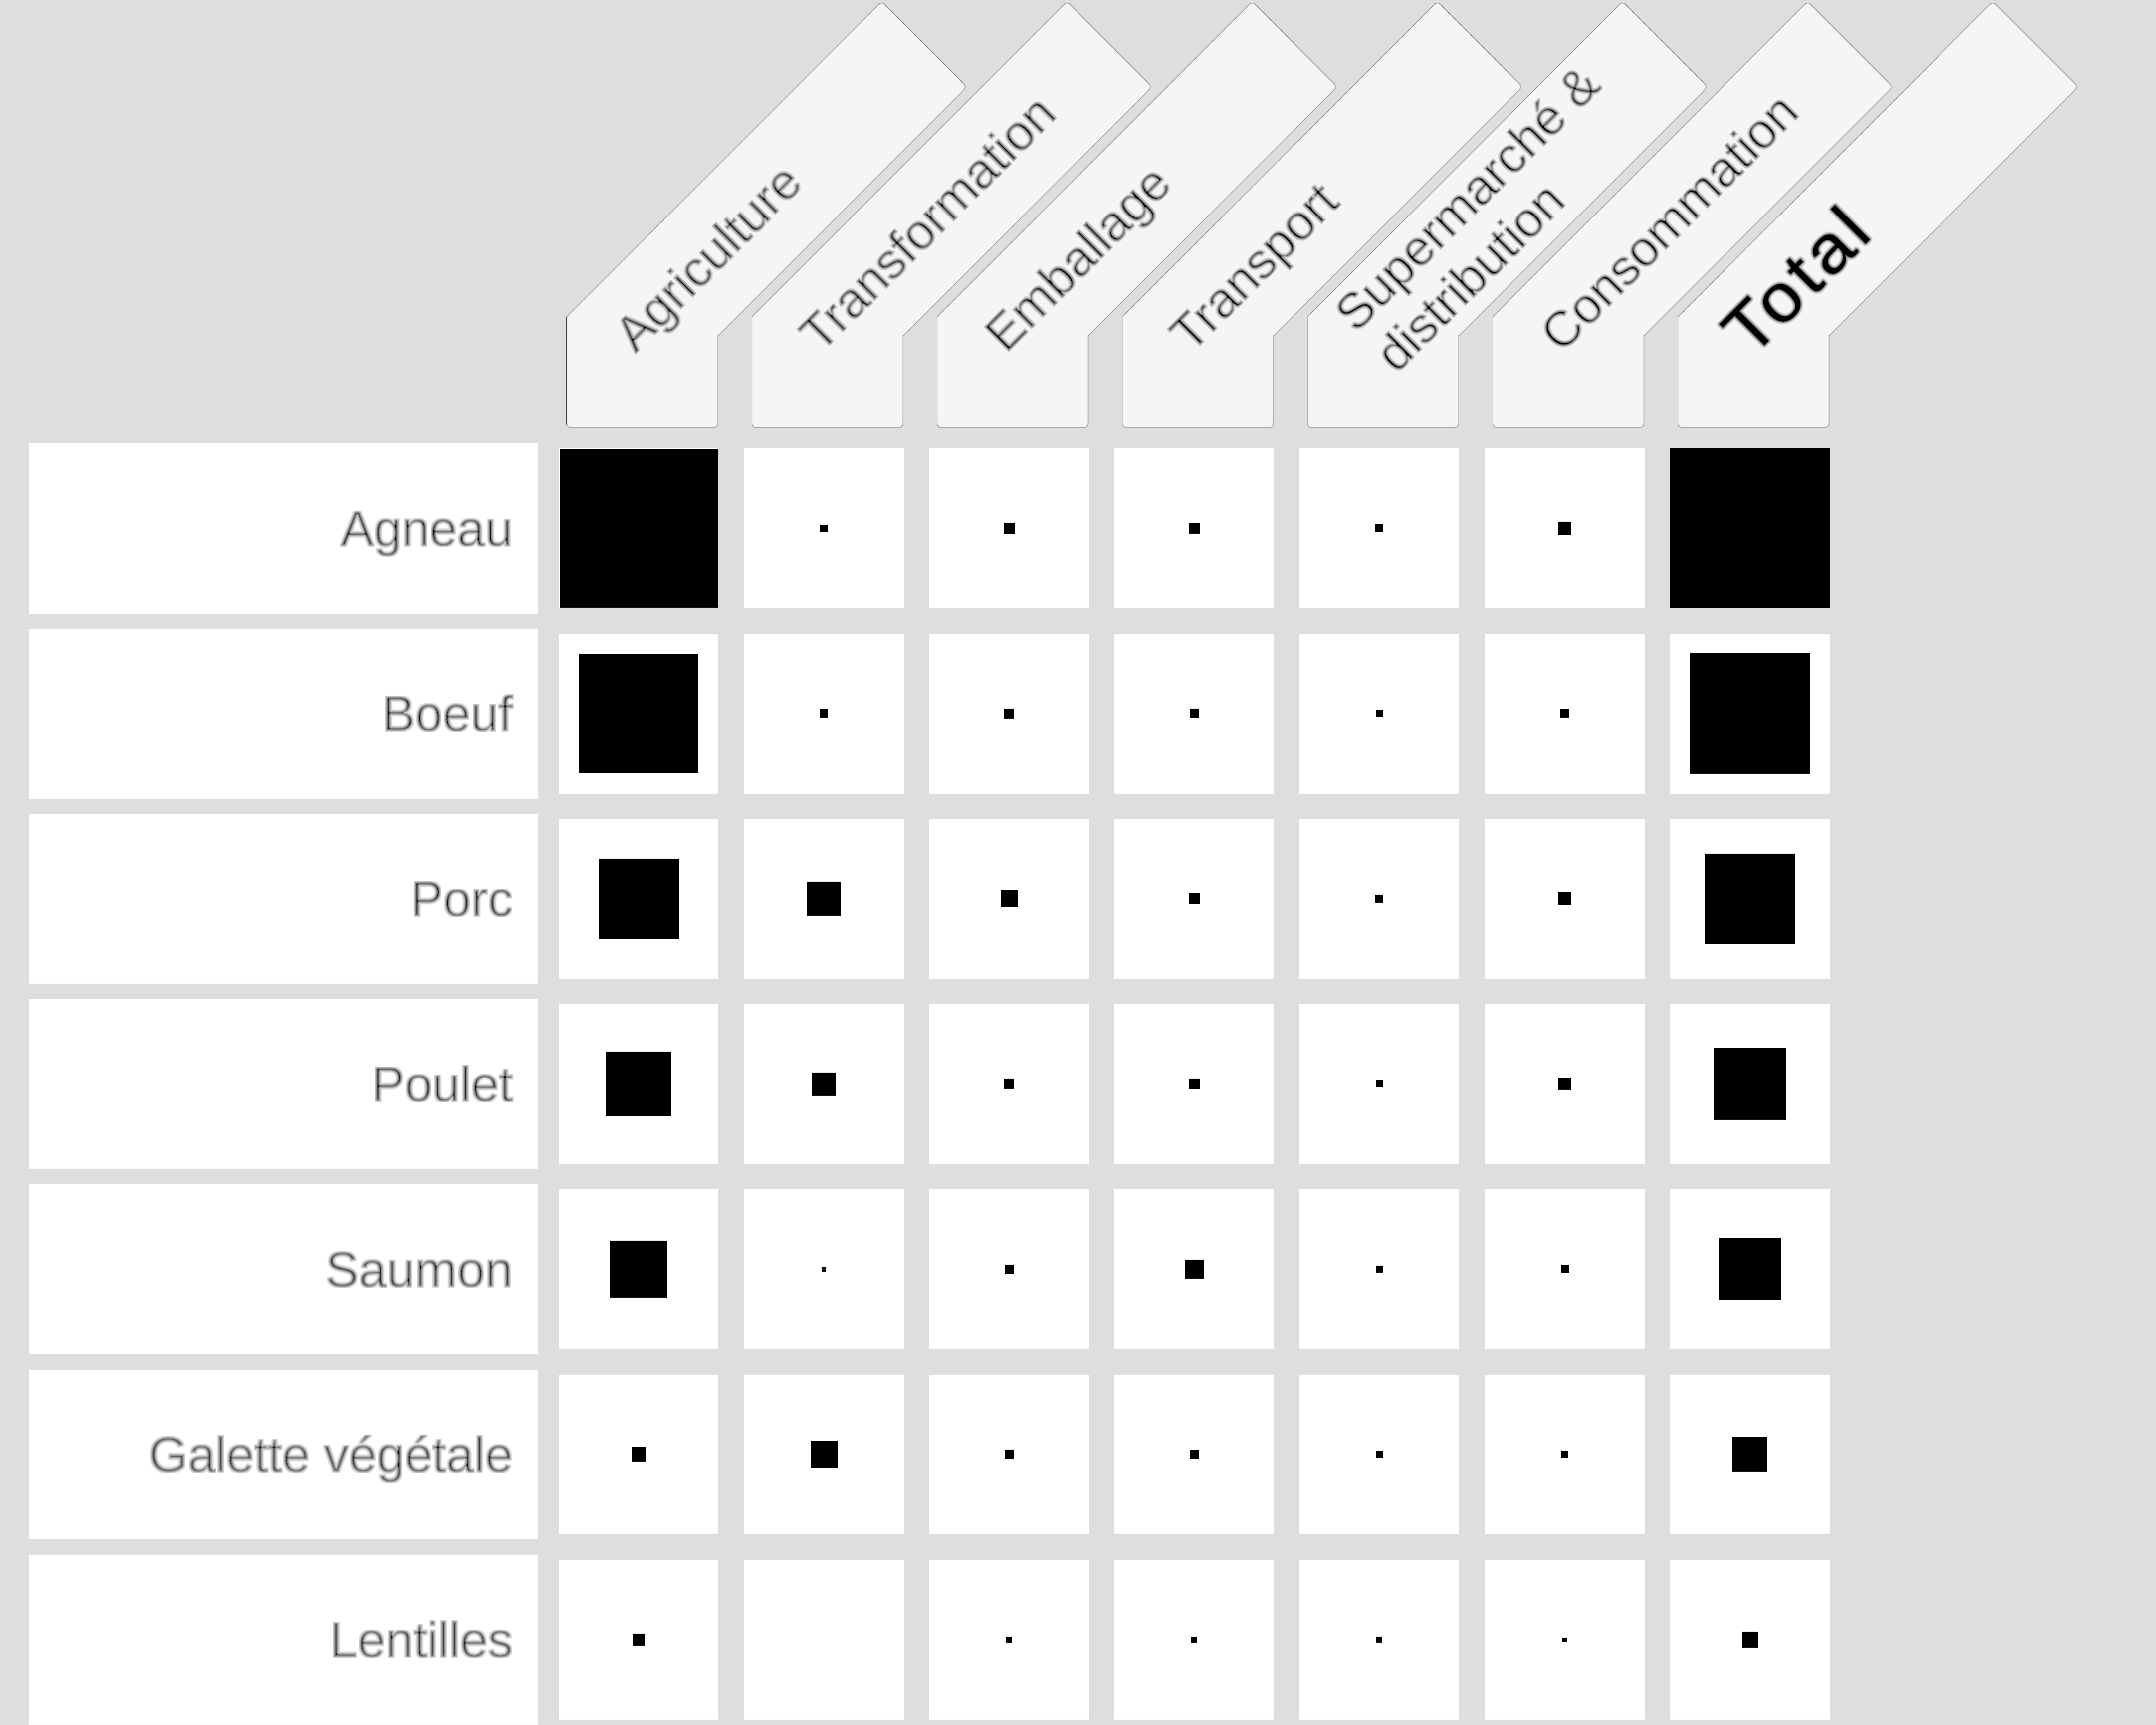 Agriculture
Transformation
Emballage
Transport
Supermarché &
distribution
Consommation
Total
Agneau
Boeuf
Porc
Poulet
Saumon
Galette végétale
Lentilles